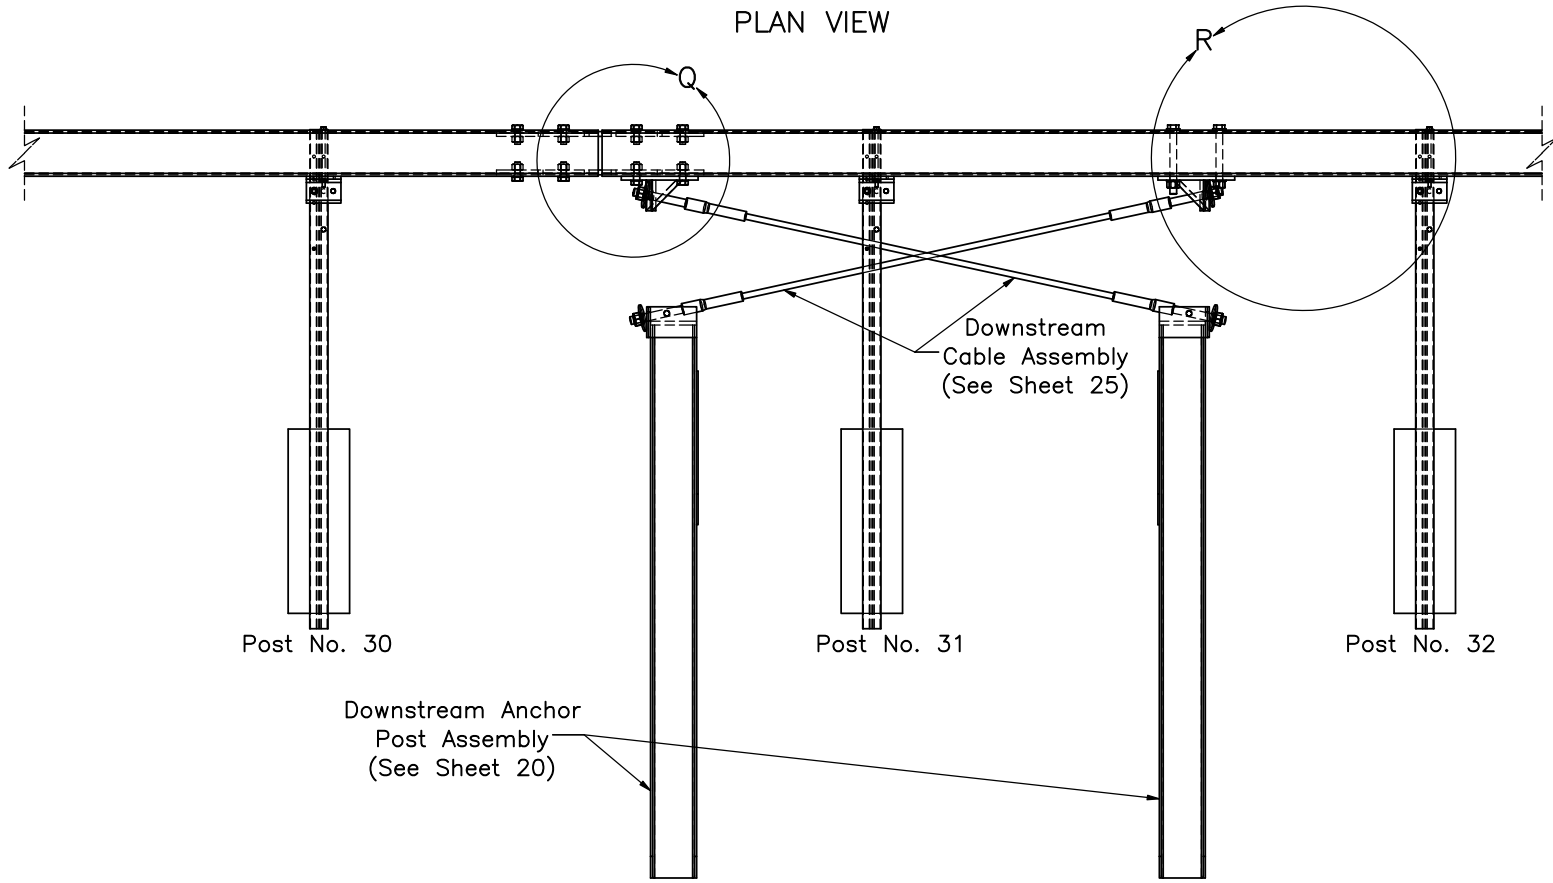 PLAN VIEW
Q
R
Downstream
Cable Assembly
(See Sheet 25)
Post No. 30
Post No. 31
Post No. 32
Downstream Anchor
Post Assembly
(See Sheet 20)